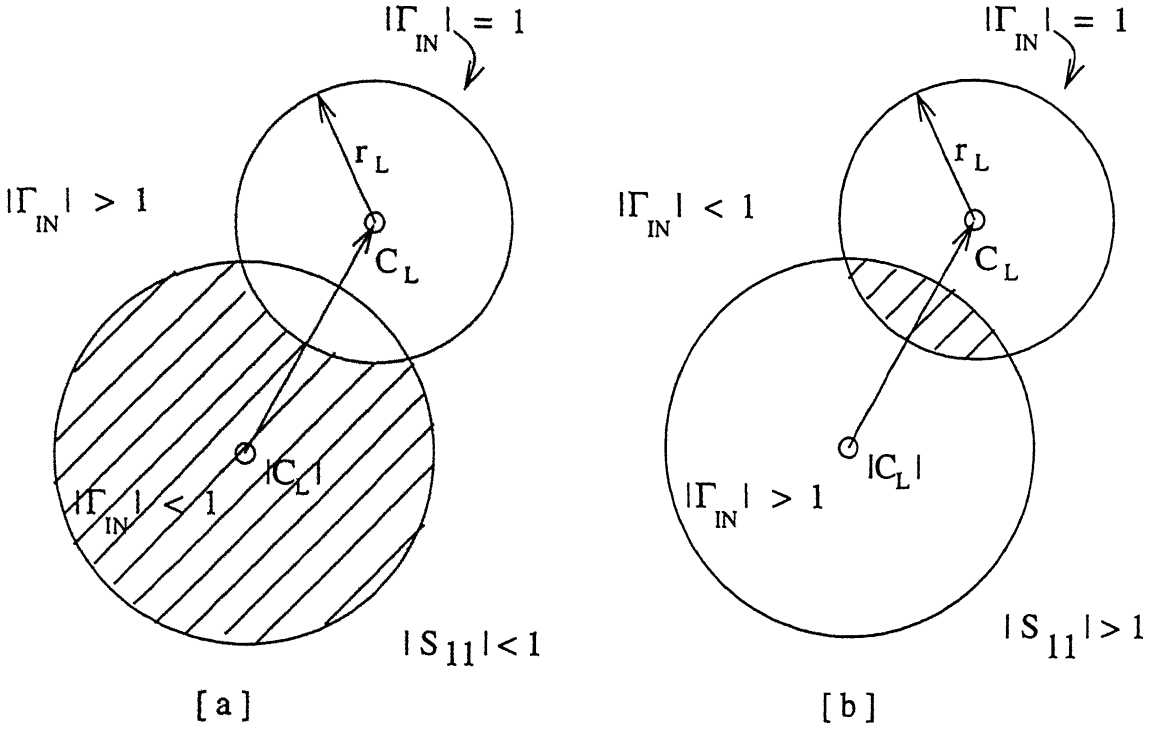 |Γ_IN| = 1
r_L
|Γ_IN| > 1
C_L
|C_L|
|Γ_IN| < 1
|S_11| < 1
[a]
|Γ_IN| = 1
r_L
|Γ_IN| < 1
C_L
|C_L|
|Γ_IN| > 1
|S_11| > 1
[b]